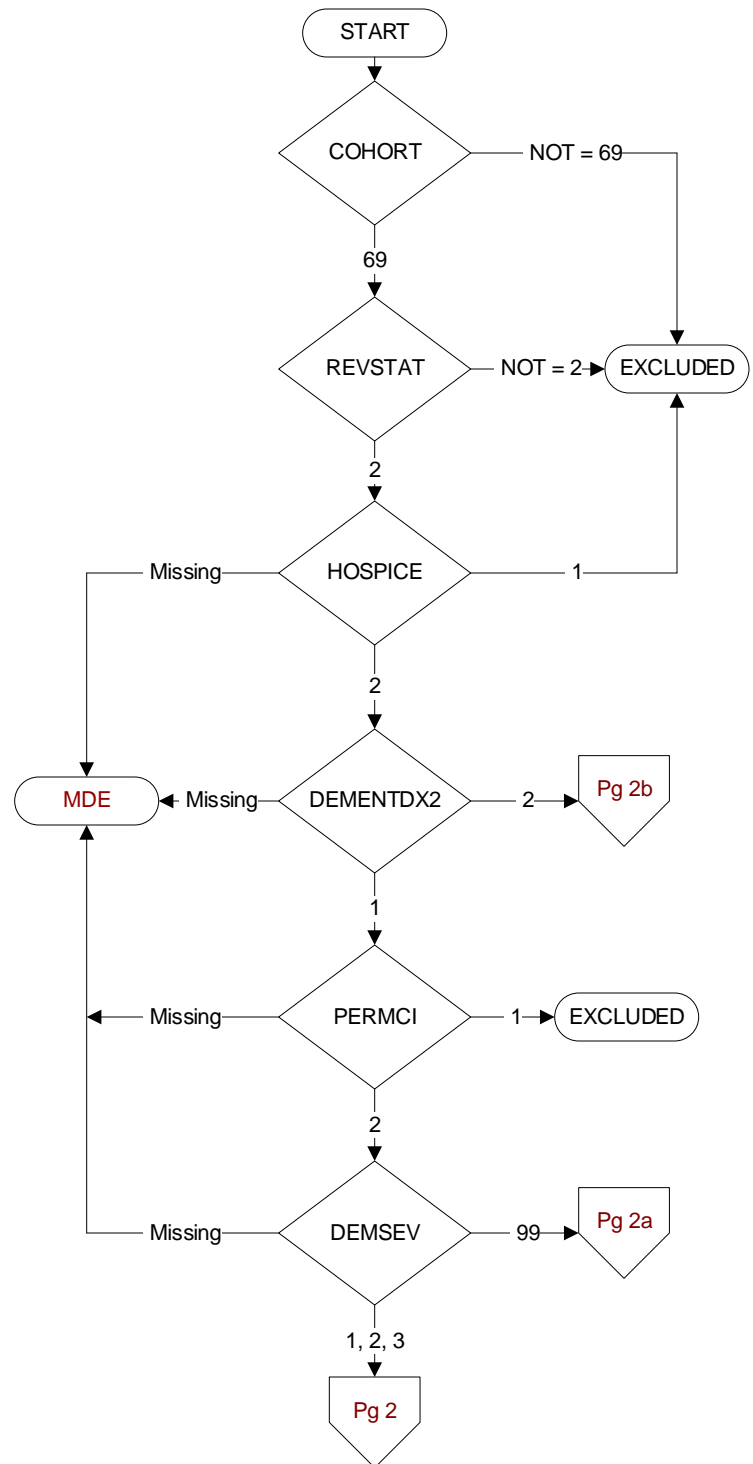 START
COHORT
NOT = 69
69
REVSTAT
NOT = 2
EXCLUDED
2
Missing
HOSPICE
1
2
MDE
Missing
DEMENTDX2
2
Pg 2b
1
Missing
PERMCI
1
EXCLUDED
2
Missing
DEMSEV
99
Pg 2a
1, 2, 3
Pg 2